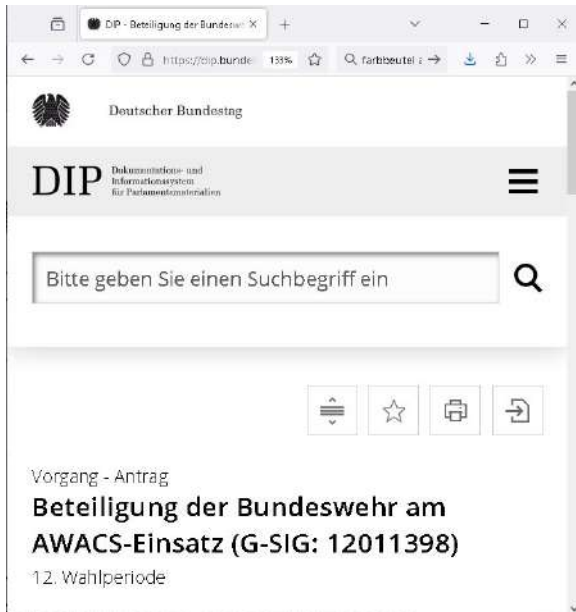 DIP - Beteiligung der Bundesw
https://dip.bunde
133%
farbbeutel a
Deutscher Bundestag
DIP
Dokumentations- und
Informationssystem
für Parlamentsmaterialien
Bitte geben Sie einen Suchbegriff ein
Vorgang - Antrag
Beteiligung der Bundeswehr am
AWACS-Einsatz (G-SIG: 12011398)
12. Wahlperiode